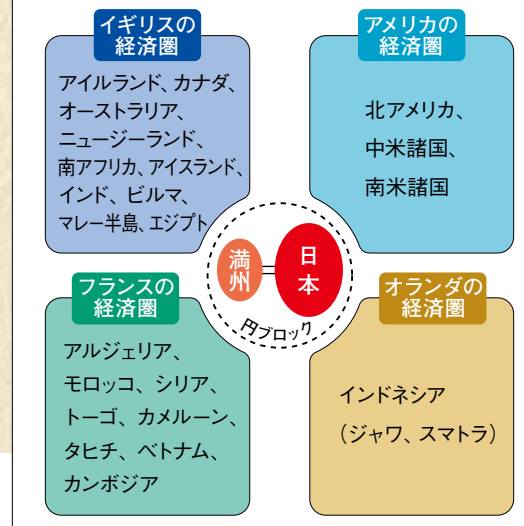 イギリスの
経済圏
アイルランド、カナダ、
オーストラリア、
ニュージーランド、
南アフリカ、アイスランド、
インド、ビルマ、
マレー半島、エジプト
アメリカの
経済圏
北アメリカ、
中米諸国、
南米諸国
満州
日本
円ブロック
フランスの
経済圏
アルジェリア、
モロッコ、シリア、
トーゴ、カメルーン、
タヒチ、ベトナム、
カンボジア
オランダの
経済圏
インドネシア
（ジャワ、スマトラ）